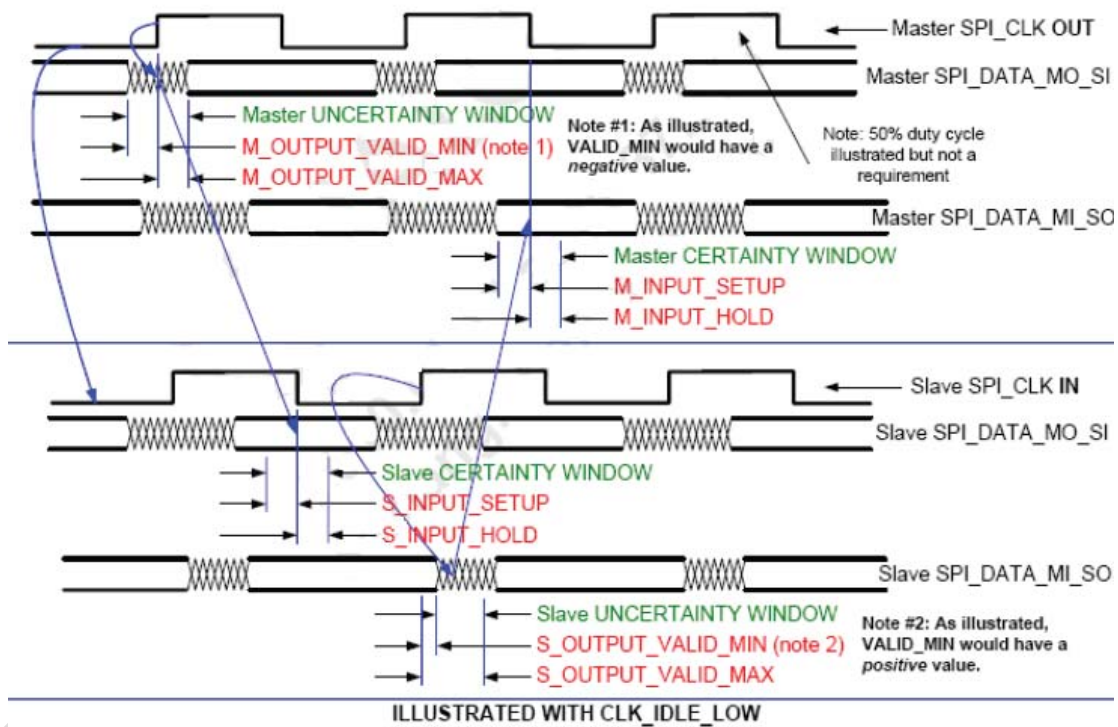 Master SPI_CLK OUT
Master SPI_DATA_MO_SI
Master UNCERTAINTY WINDOW
M_OUTPUT_VALID_MIN (note 1)
M_OUTPUT_VALID_MAX
Note #1: As illustrated,
VALID_MIN would have a
negative value.
Note: 50% duty cycle
illustrated but not a
requirement
Master SPI_DATA_MI_SO
Master CERTAINTY WINDOW
M_INPUT_SETUP
M_INPUT_HOLD
Slave SPI_CLK IN
Slave SPI_DATA_MO_SI
Slave CERTAINTY WINDOW
S_INPUT_SETUP
S_INPUT_HOLD
Slave SPI_DATA_MI_SO
Slave UNCERTAINTY WINDOW
S_OUTPUT_VALID_MIN (note 2)
S_OUTPUT_VALID_MAX
Note #2: As illustrated,
VALID_MIN would have a
positive value.
ILLUSTRATED WITH CLK_IDLE_LOW